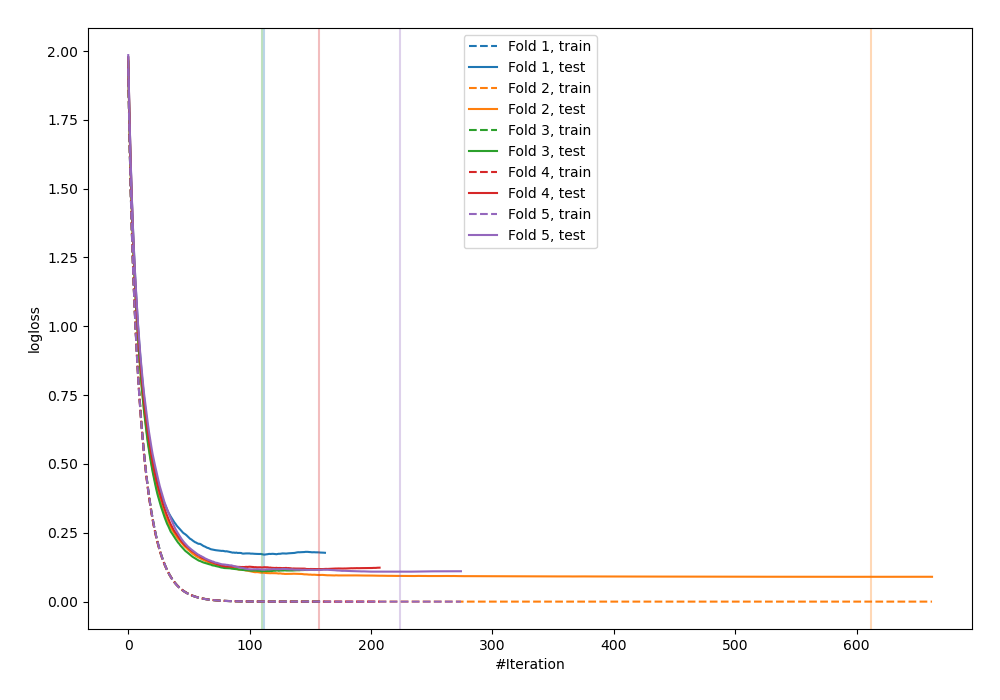 2.00
1.75
1.50
1.25
1.00
0.75
0.50
0.25
0.00
logloss
0
100
200
300
400
500
600
#Iteration
Fold 1, train
Fold 1, test
Fold 2, train
Fold 2, test
Fold 3, train
Fold 3, test
Fold 4, train
Fold 4, test
Fold 5, train
Fold 5, test